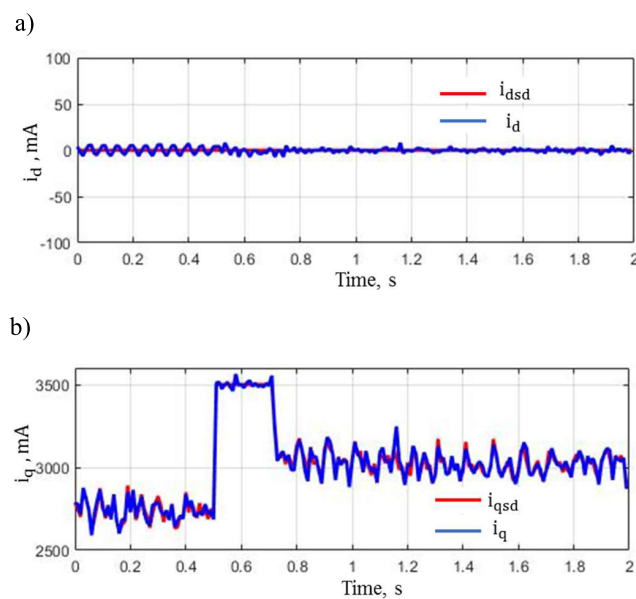 a)
100
50
0
-50
-100
i_d , mA
i_dsd
i_d
0 0.2 0.4 0.6 0.8 1 1.2 1.4 1.6 1.8 2
Time, s
b)
3500
3000
2500
i_q , mA
i_qsd
i_q
0 0.2 0.4 0.6 0.8 1 1.2 1.4 1.6 1.8 2
Time, s